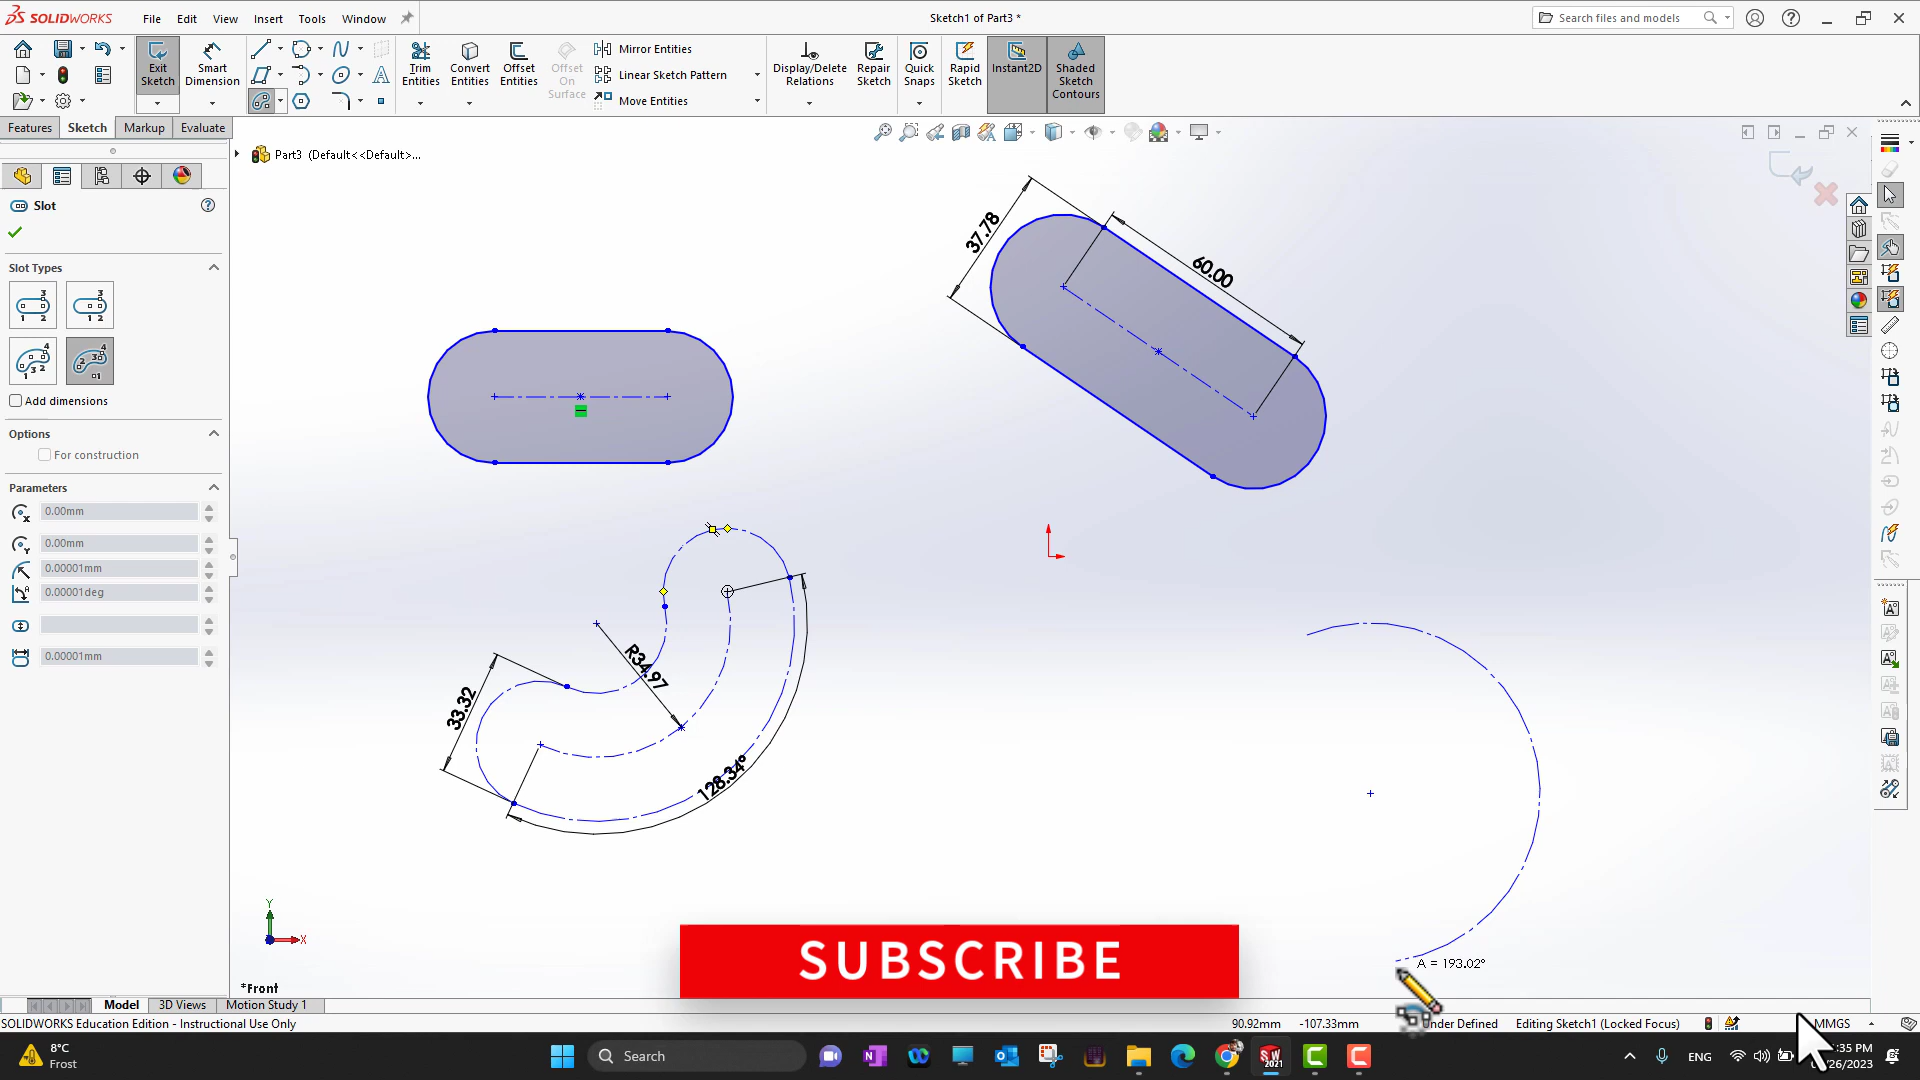 SOLIDWORKS File Edit View Insert Tools Window Sketch1 of Part3 * Search files and models
Exit Sketch
Smart Dimension
Trim Entities
Convert Entities
Offset Entities
Offset On Surface
Mirror Entities
Linear Sketch Pattern
Move Entities
Display/Delete Relations
Repair Sketch
Quick Snaps
Rapid Sketch
Instant2D
Shaded Sketch Contours
Features Sketch Markup Evaluate
Part3 (Default<<Default>...
Slot
Slot Types
Add dimensions
Options
For construction
Parameters
0.00mm
0.00mm
0.00001mm
0.00001deg
0.00001mm
37.78
60.00
R34.97
33.32
128.34°
A = 193.02°
Y
X
*Front
SUBSCRIBE
Model 3D Views Motion Study 1
SOLIDWORKS Education Edition - Instructional Use Only 90.92mm -107.33mm Under Defined Editing Sketch1 (Locked Focus) MMGS
8°C
Frost
Search
SW
2021
ENG
:35 PM
/26/2023